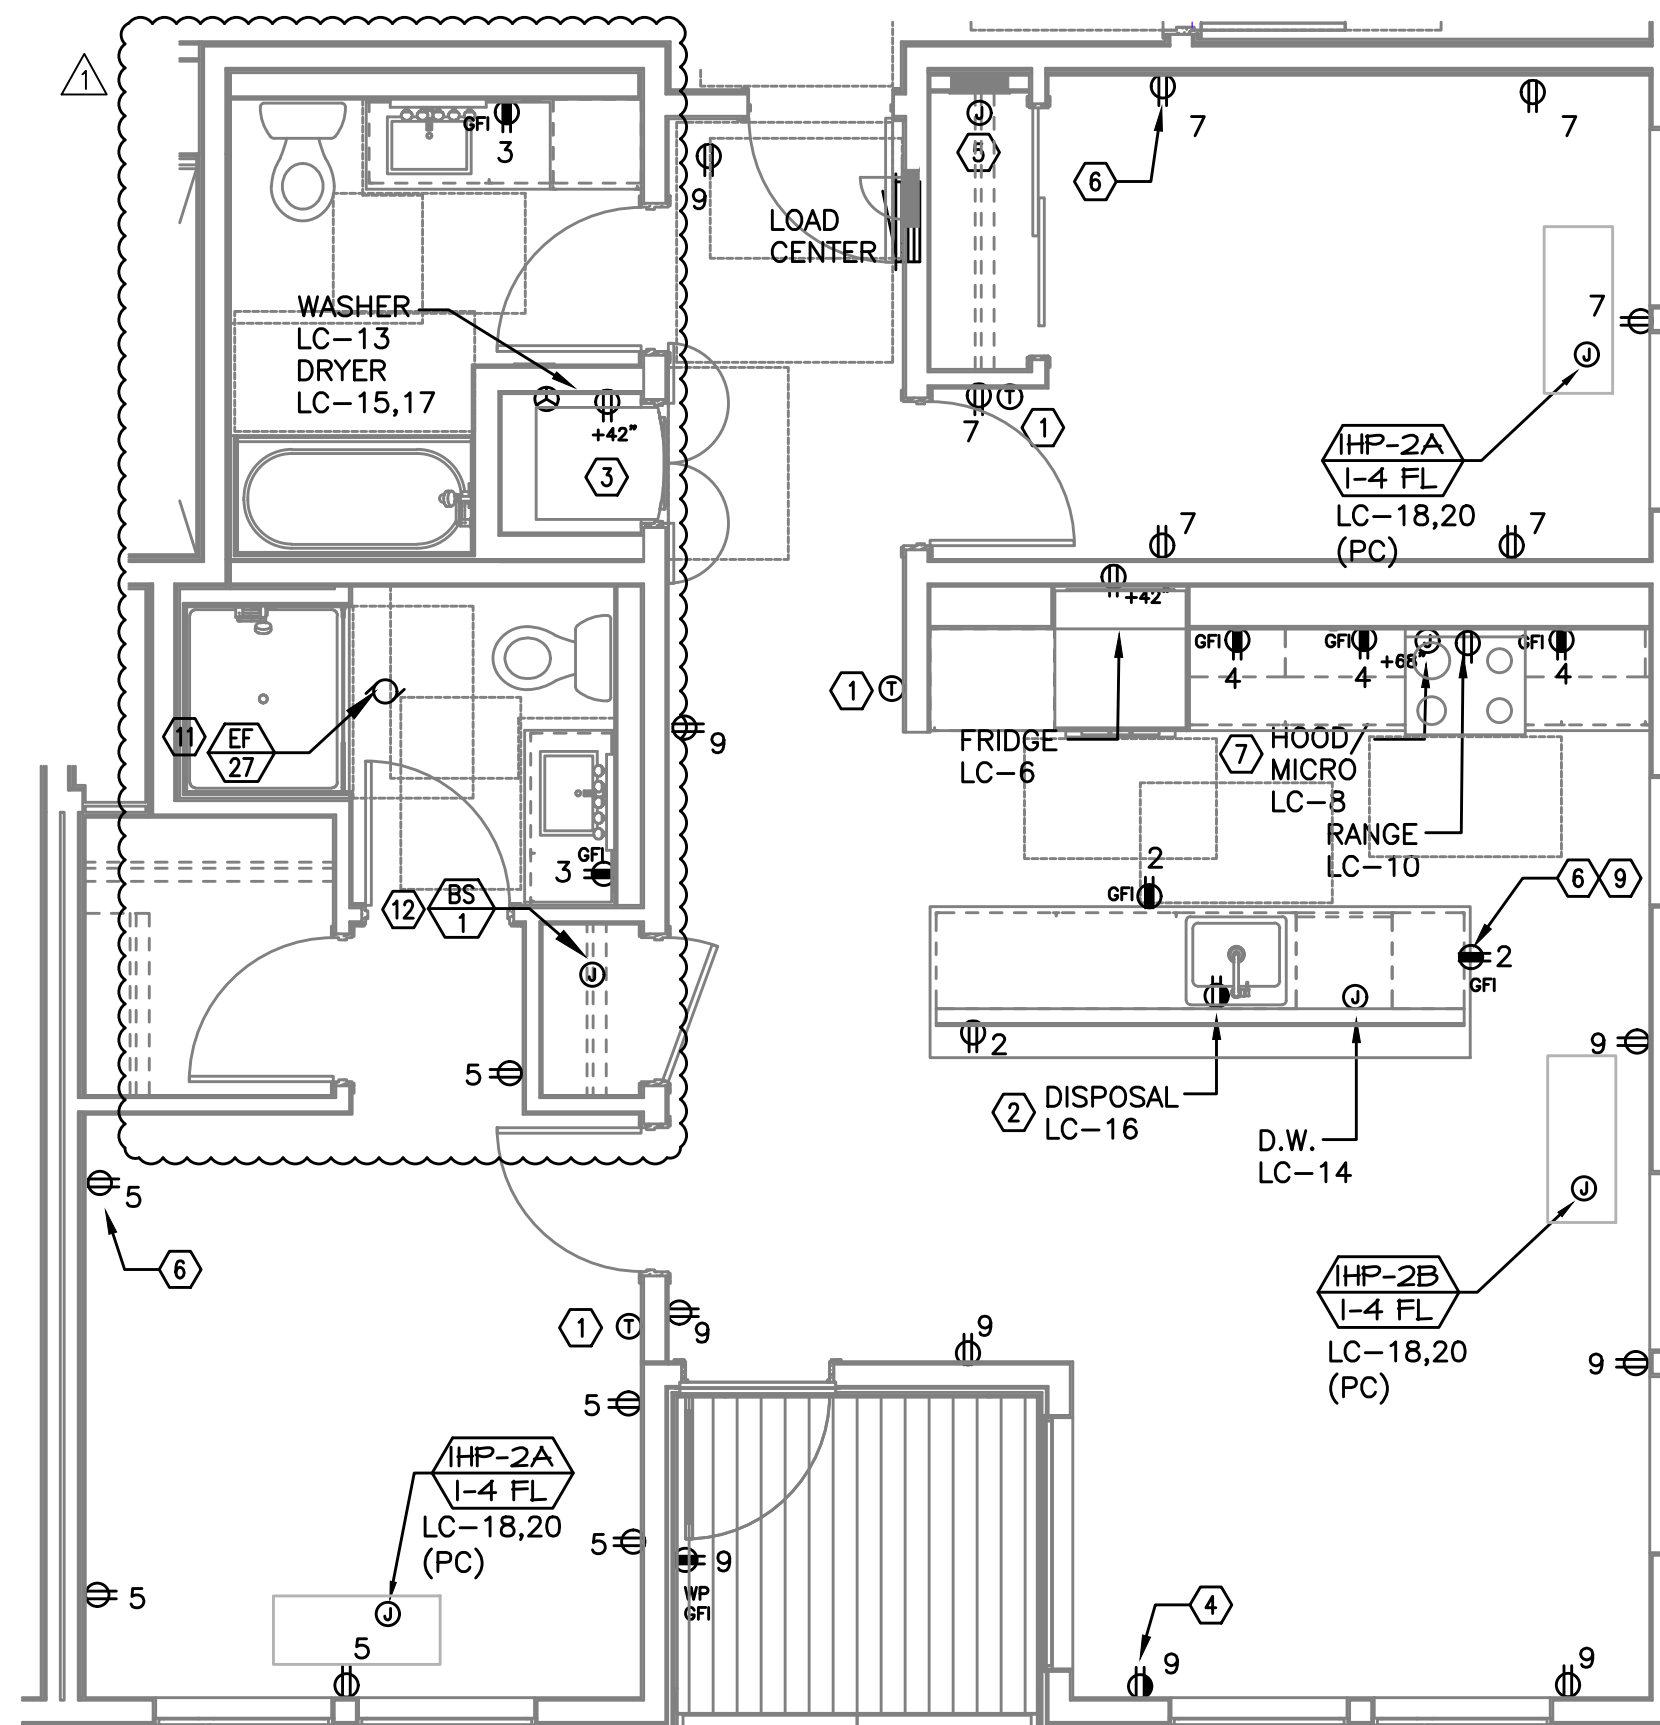 1
GFI
3
7
7
5
6
9
LOAD
CENTER
WASHER
LC-13
DRYER
LC-15,17
+42"
3
7
J
J
T
7
1
IHP-2A
1-4 FL
LC-18,20
(PC)
7
7
+42"
GFI
GFI
J
GFI
+68"
4
4
4
1
T
11
EF
27
9
FRIDGE
LC-6
7
HOOD/
MICRO
LC-8
RANGE
LC-10
GFI
3
2
GFI
6
9
12
BS
1
J
2
GFI
J
2
5
9
2
DISPOSAL
LC-16
D.W.
LC-14
5
J
6
IHP-2B
1-4 FL
LC-18,20
(PC)
1
T
9
9
9
5
IHP-2A
1-4 FL
LC-18,20
(PC)
5
9
WP
GFI
5
J
5
4
9
9